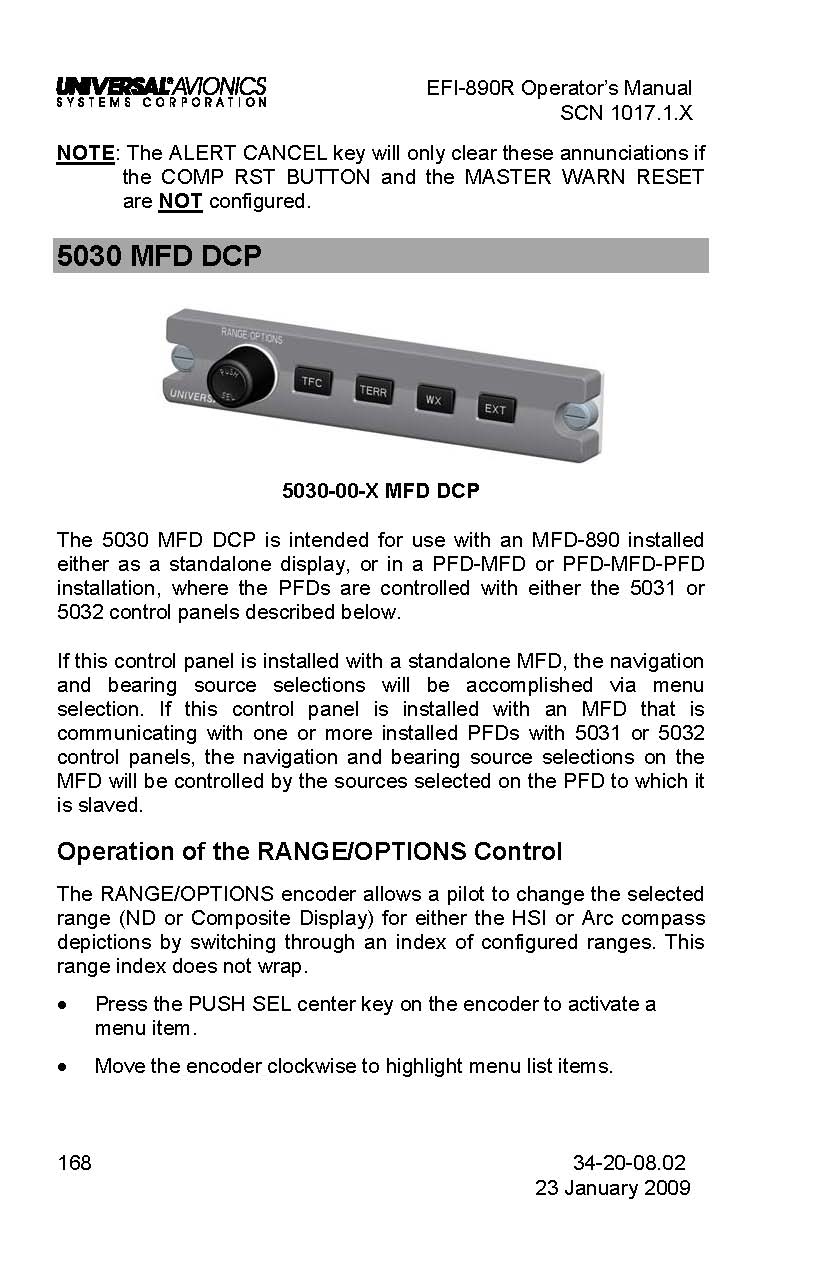 UNIVERSAL® AVIONICS
SYSTEMS CORPORATION
EFI-890R Operator’s Manual
SCN 1017.1.X
NOTE: The ALERT CANCEL key will only clear these annunciations if
the COMP RST BUTTON and the MASTER WARN RESET
are NOT configured.
5030 MFD DCP
RANGE/OPTIONS
PUSH
SEL
UNIVERS
TFC
TERR
WX
EXT
5030-00-X MFD DCP
The 5030 MFD DCP is intended for use with an MFD-890 installed
either as a standalone display, or in a PFD-MFD or PFD-MFD-PFD
installation, where the PFDs are controlled with either the 5031 or
5032 control panels described below.
If this control panel is installed with a standalone MFD, the navigation
and bearing source selections will be accomplished via menu
selection. If this control panel is installed with an MFD that is
communicating with one or more installed PFDs with 5031 or 5032
control panels, the navigation and bearing source selections on the
MFD will be controlled by the sources selected on the PFD to which it
is slaved.
Operation of the RANGE/OPTIONS Control
The RANGE/OPTIONS encoder allows a pilot to change the selected
range (ND or Composite Display) for either the HSI or Arc compass
depictions by switching through an index of configured ranges. This
range index does not wrap.
• Press the PUSH SEL center key on the encoder to activate a
menu item.
• Move the encoder clockwise to highlight menu list items.
168
34-20-08.02
23 January 2009